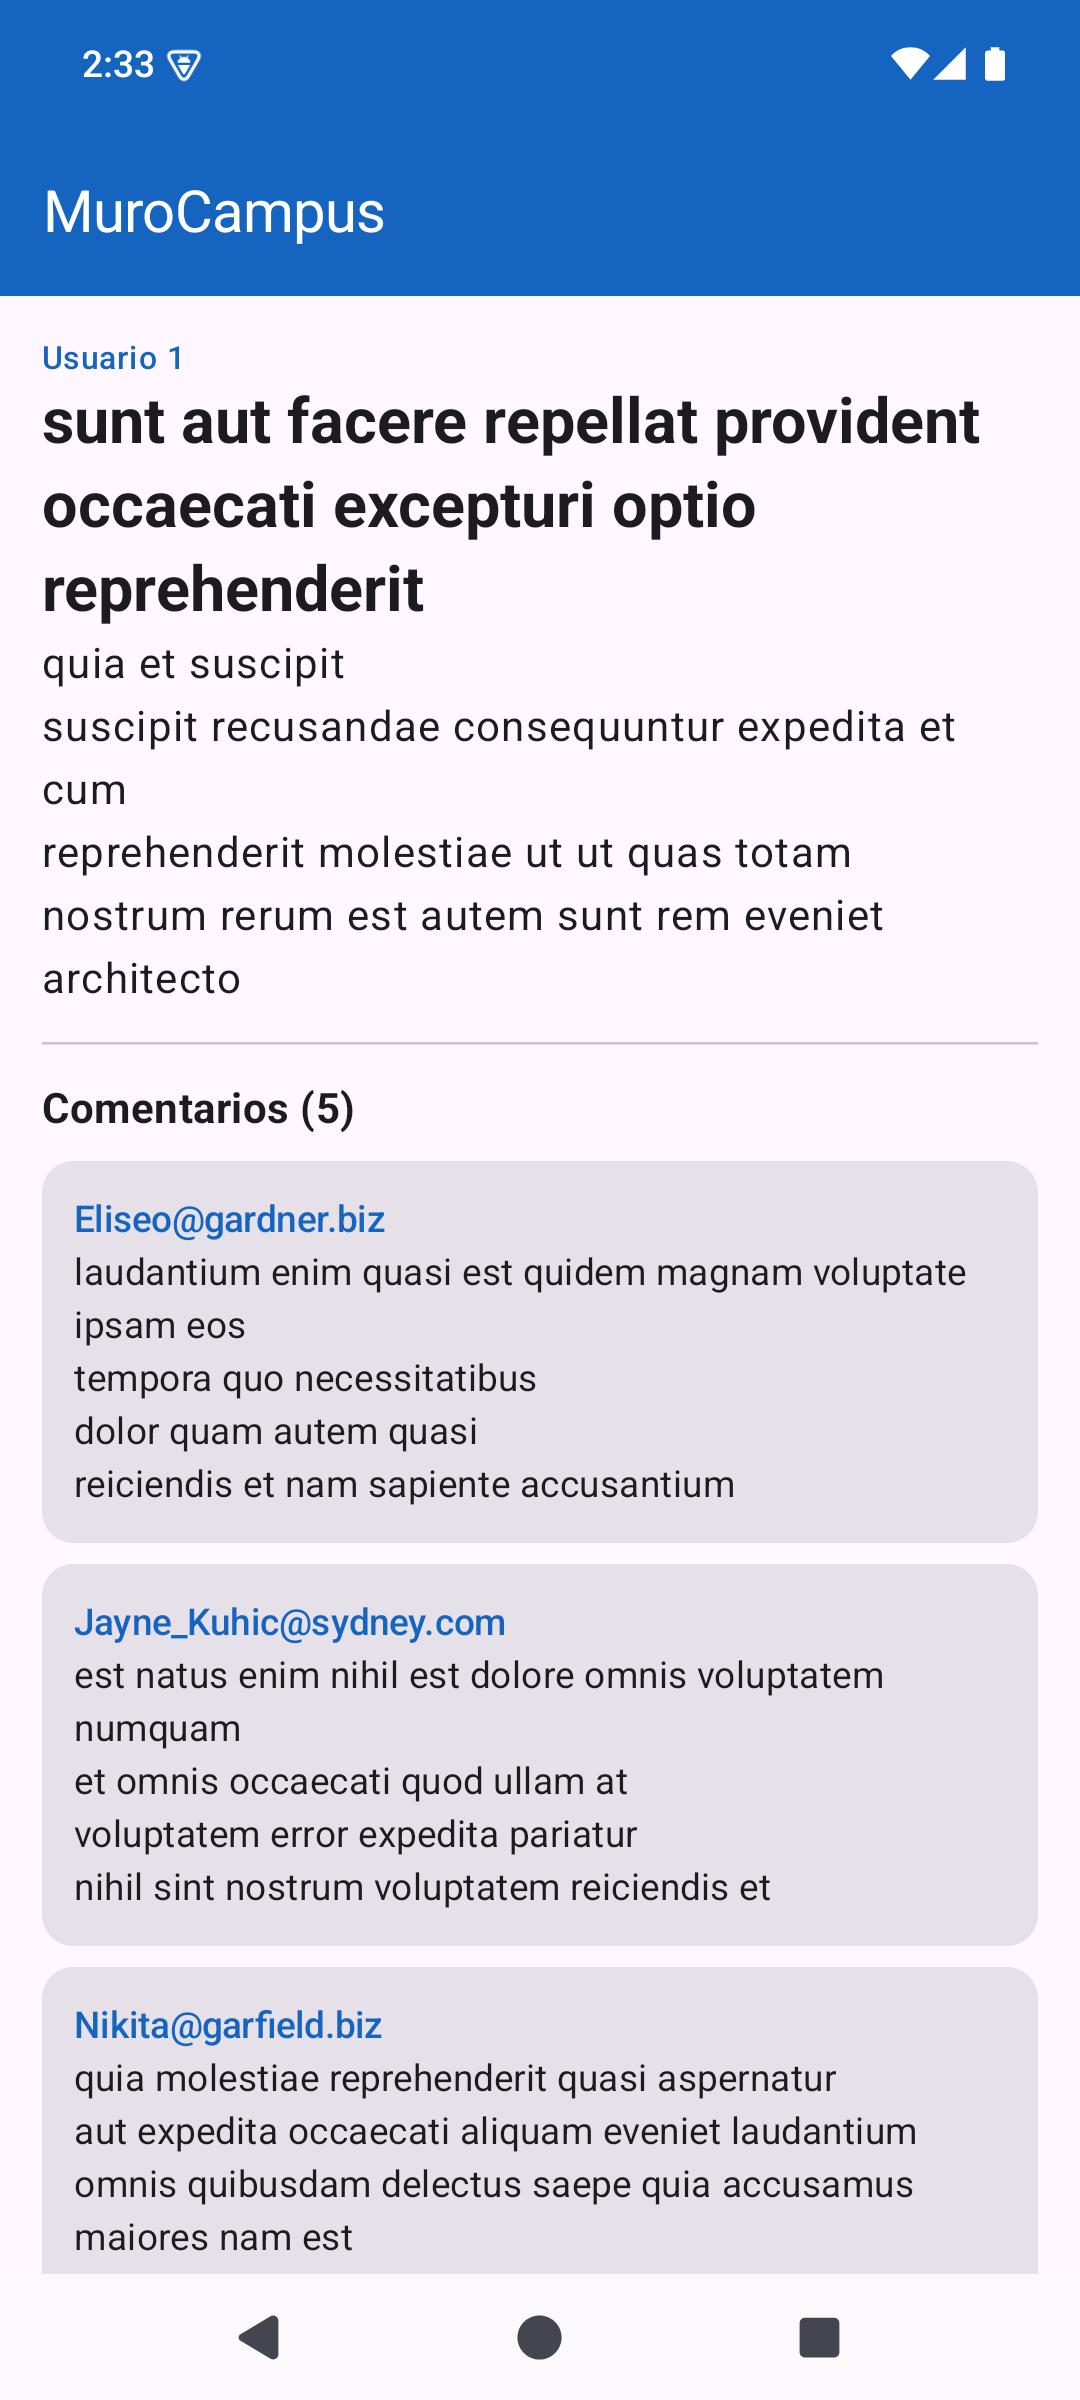 2:33
MuroCampus
Usuario 1
sunt aut facere repellat provident
occaecati excepturi optio
reprehenderit
quia et suscipit
suscipit recusandae consequuntur expedita et
cum
reprehenderit molestiae ut ut quas totam
nostrum rerum est autem sunt rem eveniet
architecto
Comentarios (5)
Eliseo@gardner.biz
laudantium enim quasi est quidem magnam voluptate
ipsam eos
tempora quo necessitatibus
dolor quam autem quasi
reiciendis et nam sapiente accusantium
Jayne_Kuhic@sydney.com
est natus enim nihil est dolore omnis voluptatem
numquam
et omnis occaecati quod ullam at
voluptatem error expedita pariatur
nihil sint nostrum voluptatem reiciendis et
Nikita@garfield.biz
quia molestiae reprehenderit quasi aspernatur
aut expedita occaecati aliquam eveniet laudantium
omnis quibusdam delectus saepe quia accusamus
maiores nam est